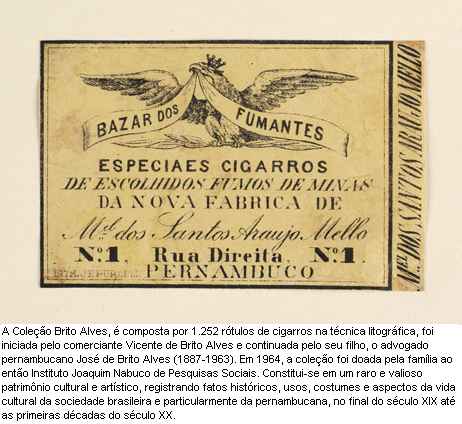 BAZAR DOS FUMANTES
ESPECIAES CIGARROS
DE ESCOLHIDOS FUMOS DE MINAS
DA NOVA FABRICA DE
Mel. dos Santos Araujo Mello
Nº1. Rua Direita. Nº1.
PERNAMBUCO
Mel DOS SANTOS ARAUJO MELLO
A Coleção Brito Alves, é composta por 1.252 rótulos de cigarros na técnica litográfica, foi
iniciada pelo comerciante Vicente de Brito Alves e continuada pelo seu filho, o advogado
pernambucano José de Brito Alves (1887-1963). Em 1964, a coleção foi doada pela família ao
então Instituto Joaquim Nabuco de Pesquisas Sociais. Constitui-se em um raro e valioso
patrimônio cultural e artístico, registrando fatos históricos, usos, costumes e aspectos da vida
cultural da sociedade brasileira e particularmente da pernambucana, no final do século XIX até
as primeiras décadas do século XX.